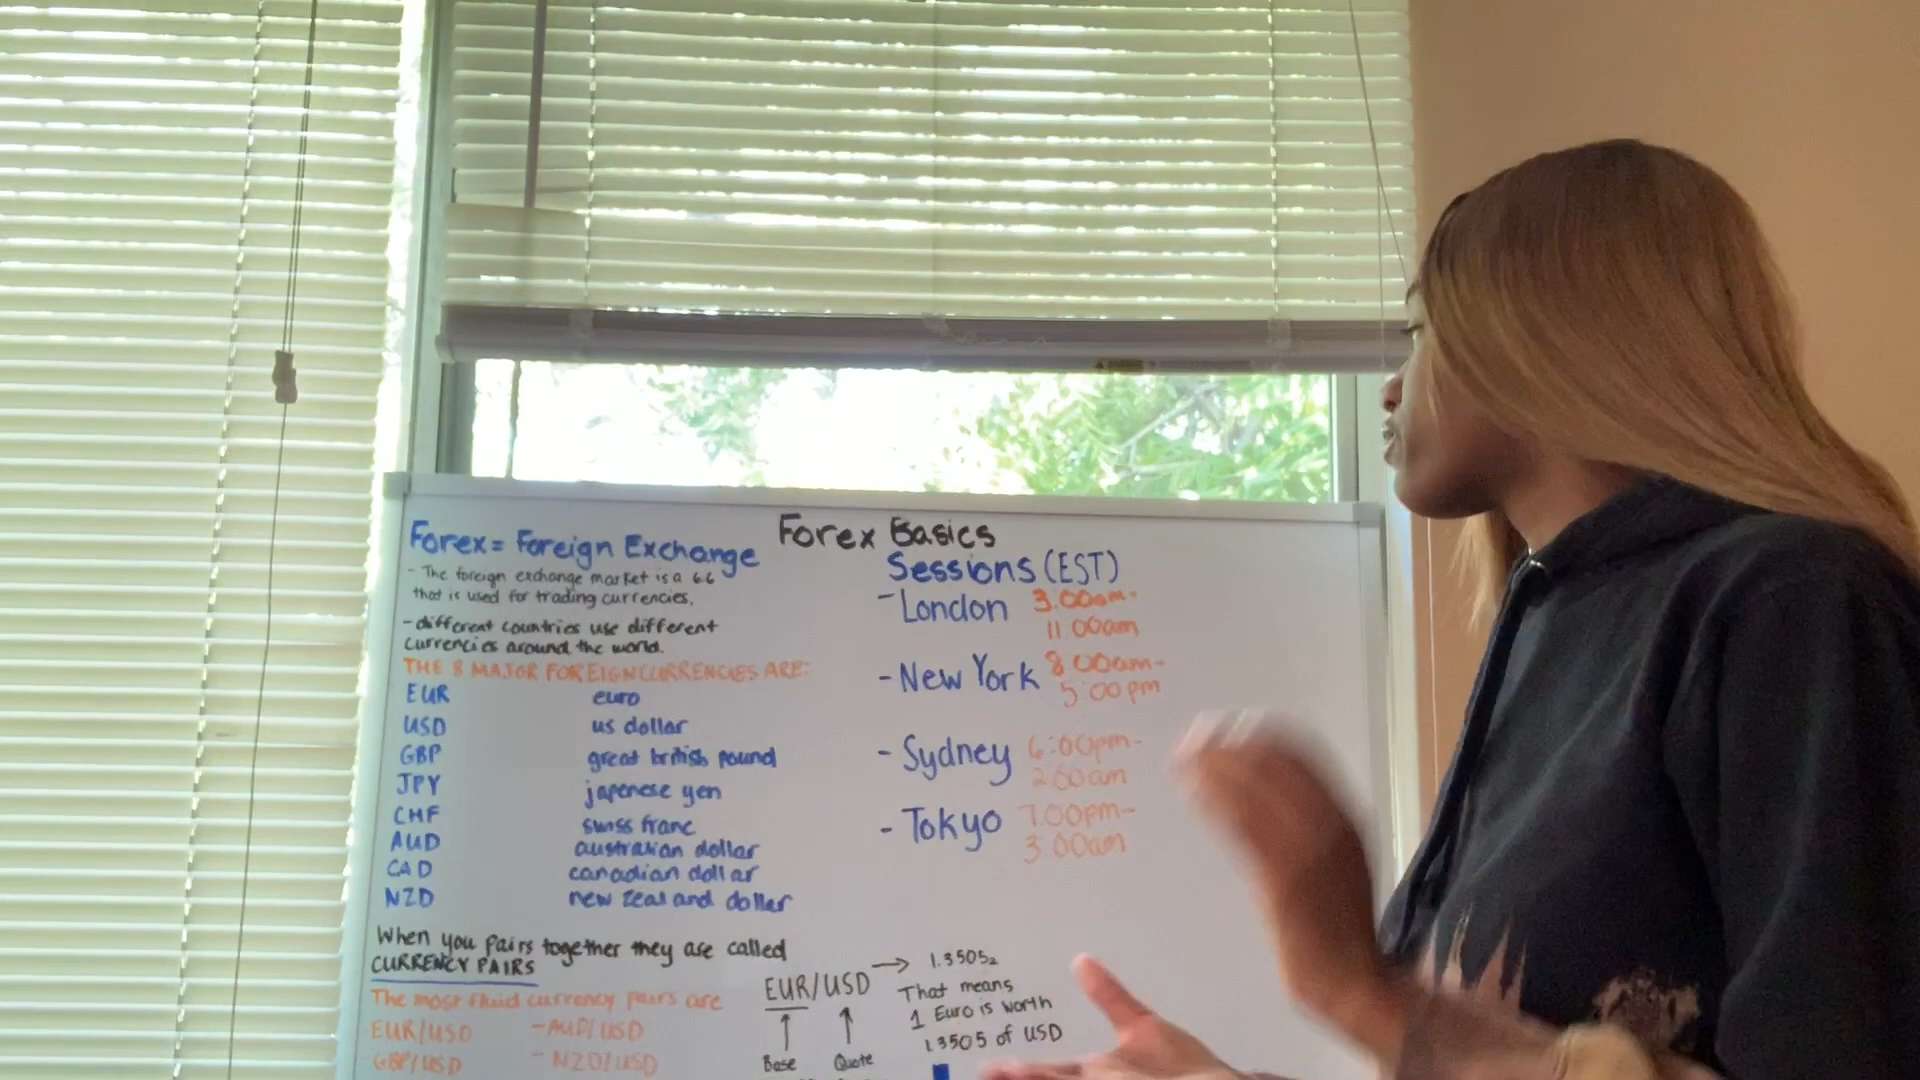 Forex Basics
Forex = Foreign Exchange
- The foreign exchange market is a 6.6
that is used for trading currencies.
- different countries use different
currencies around the world.
THE 8 MAJOR FOREIGN CURRENCIES ARE:
EUR euro
USD us dollar
GBP great british pound
JPY japenese yen
CHF swiss franc
AUD australian dollar
CAD canadian dollar
NZD new zealand dollar
When you pairs together they are called
CURRENCY PAIRS
The most fluid currency pairs are
EUR/USD - AUD/USD
GBP/USD - NZD/USD
Sessions (EST)
- London 3:00am-
11:00am
- New York 8:00am-
5:00pm
- Sydney 6:00pm-
2:00am
- Tokyo 7:00pm-
3:00am
EUR/USD → 1.35052
That means
1 Euro is worth
1.3505 of USD
Base Quote